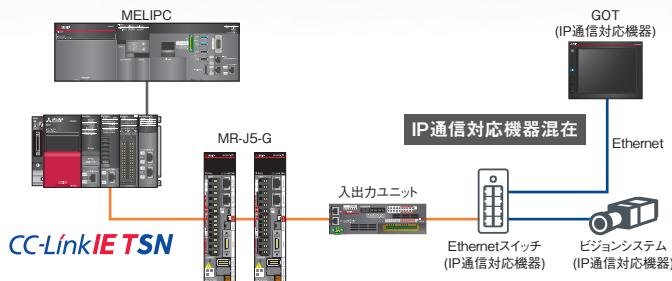 MELIPC
GOT
(IP通信対応機器)
MR-J5-G
IP通信対応機器混在
Ethernet
入出力ユニット
CC-Link IE TSN
Ethernetスイッチ
(IP通信対応機器)
ビジョンシステム
(IP通信対応機器)